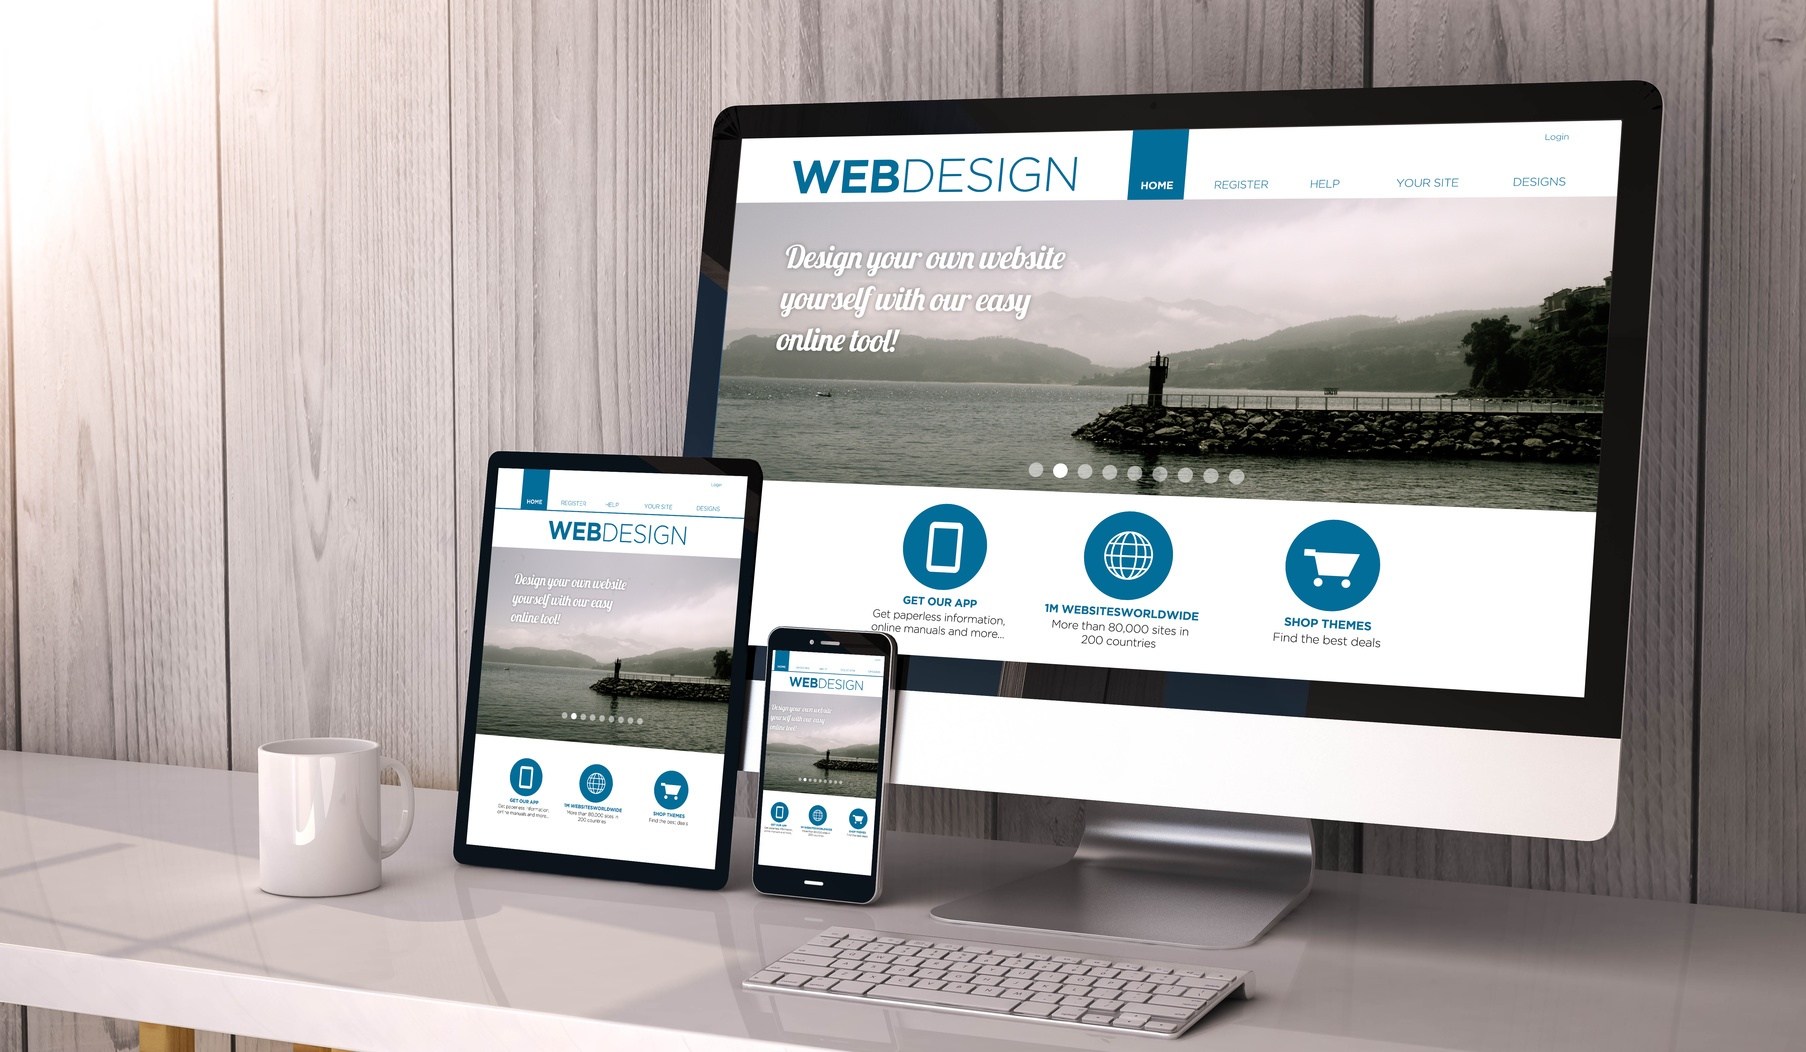 Login
WEBDESIGN
HOME REGISTER HELP YOUR SITE DESIGNS
Design your own website
yourself with our easy
online tool!
GET OUR APP
Get paperless information,
online manuals and more...
1M WEBSITESWORLDWIDE
More than 80,000 sites in
200 countries
SHOP THEMES
Find the best deals
Login
HOME REGISTER HELP YOUR SITE DESIGNS
WEBDESIGN
Design your own website
yourself with our easy
online tool!
GET OUR APP
Get paperless information,
online manuals and more...
1M WEBSITESWORLDWIDE
More than 80,000 sites in
200 countries
SHOP THEMES
Find the best deals
HOME
WEBDESIGN
Design your own website
yourself with our easy
online tool!